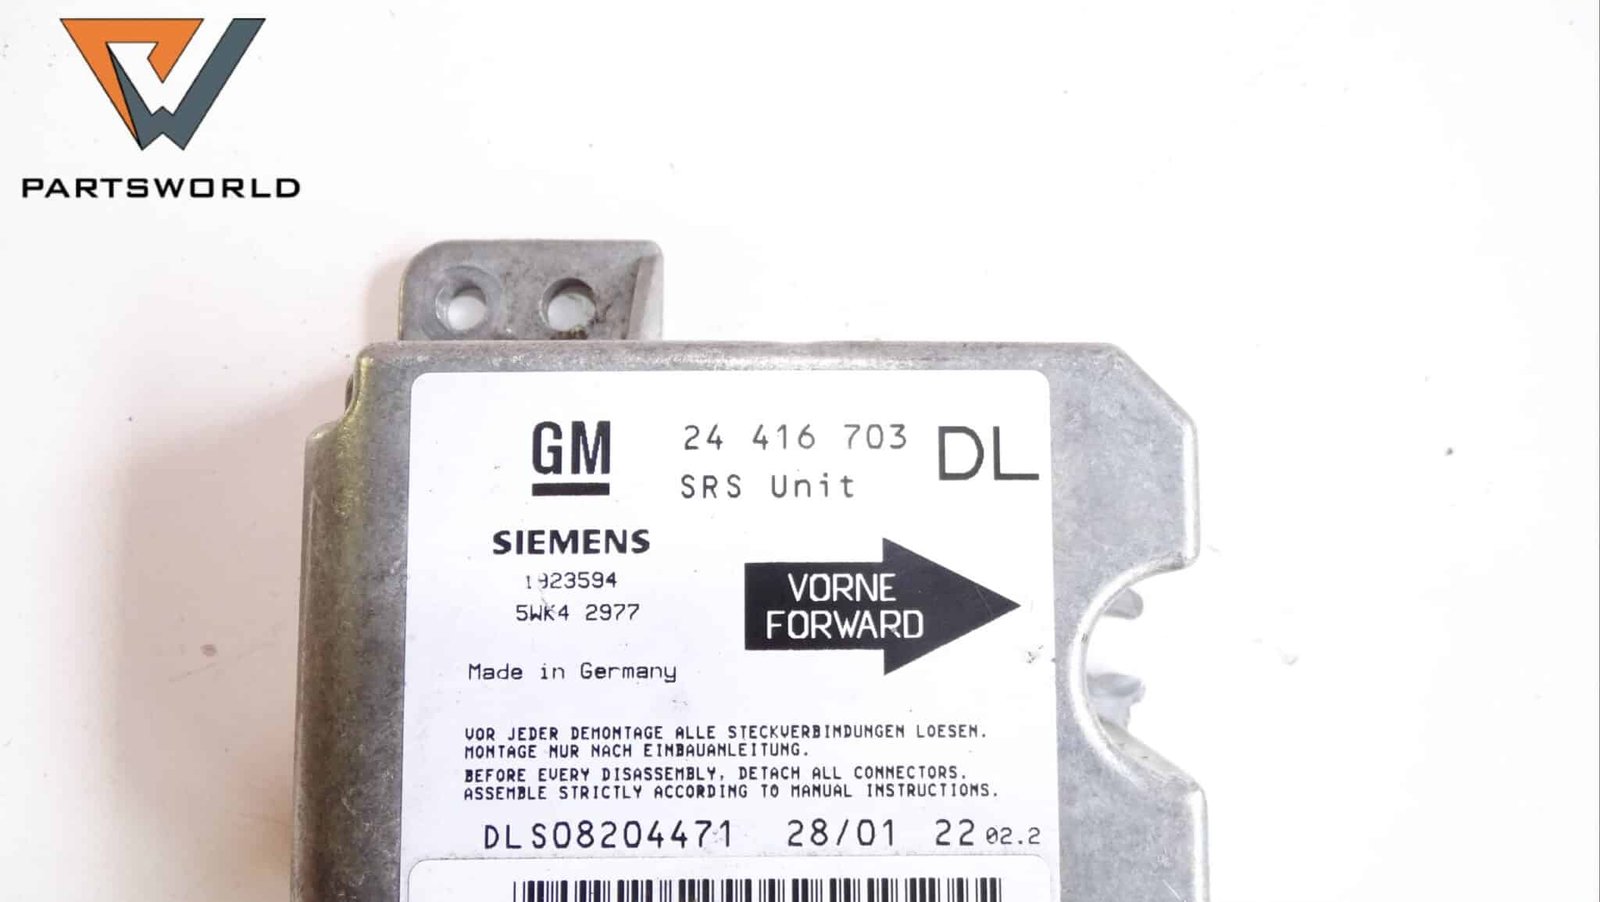 PARTSWORLD
GM
24 416 703
DL
SRS Unit
SIEMENS
1923594
5WK4 2977
VORNE
FORWARD
Made in Germany
VOR JEDER DEMONTAGE ALLE STECKVERBINDUNGEN LOESEN.
MONTAGE NUR NACH EINBAUANLEITUNG.
BEFORE EVERY DISASSEMBLY, DETACH ALL CONNECTORS.
ASSEMBLE STRICTLY ACCORDING TO MANUAL INSTRUCTIONS.
DLS08204471 28/01 22 02.2